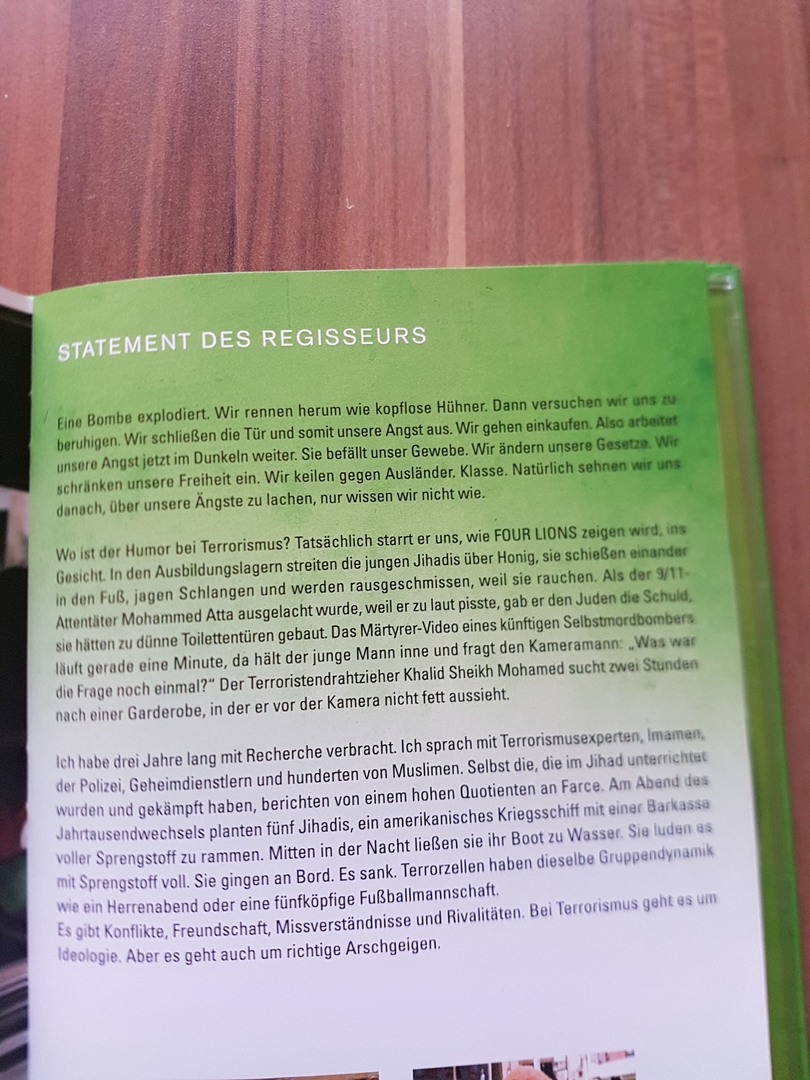 STATEMENT DES REGISSEURS
Eine Bombe explodiert. Wir rennen herum wie kopflose Hühner. Dann versuchen wir uns zu
beruhigen. Wir schließen die Tür und somit unsere Angst aus. Wir gehen einkaufen. Also arbeitet
unsere Angst jetzt im Dunkeln weiter. Sie befällt unser Gewebe. Wir ändern unsere Gesetze. Wir
schränken unsere Freiheit ein. Wir keilen gegen Ausländer. Klasse. Natürlich sehnen wir uns
danach, über unsere Ängste zu lachen, nur wissen wir nicht wie.
Wo ist der Humor bei Terrorismus? Tatsächlich starrt er uns, wie FOUR LIONS zeigen wird, ins
Gesicht. In den Ausbildungslagern streiten die jungen Jihadis über Honig, sie schießen einander
in den Fuß, jagen Schlangen und werden rausgeschmissen, weil sie rauchen. Als der 9/11-
Attentäter Mohammed Atta ausgelacht wurde, weil er zu laut pisste, gab er den Juden die Schuld,
sie hätten zu dünne Toilettentüren gebaut. Das Märtyrer-Video eines künftigen Selbstmordbombers
läuft gerade eine Minute, da hält der junge Mann inne und fragt den Kameramann: „Was war
die Frage noch einmal?“ Der Terroristendrahtzieher Khalid Sheikh Mohamed sucht zwei Stunden
nach einer Garderobe, in der er vor der Kamera nicht fett aussieht.
Ich habe drei Jahre lang mit Recherche verbracht. Ich sprach mit Terrorismusexperten, Imamen,
der Polizei, Geheimdienstlern und hunderten von Muslimen. Selbst die, die im Jihad unterrichtet
wurden und gekämpft haben, berichten von einem hohen Quotienten an Farce. Am Abend des
Jahrtausendwechsels planten fünf Jihadis, ein amerikanisches Kriegsschiff mit einer Barkasse
voller Sprengstoff zu rammen. Mitten in der Nacht ließen sie ihr Boot zu Wasser. Sie luden es
mit Sprengstoff voll. Sie gingen an Bord. Es sank. Terrorzellen haben dieselbe Gruppendynamik
wie ein Herrenabend oder eine fünfköpfige Fußballmannschaft.
Es gibt Konflikte, Freundschaft, Missverständnisse und Rivalitäten. Bei Terrorismus geht es um
Ideologie. Aber es geht auch um richtige Arschgeigen.